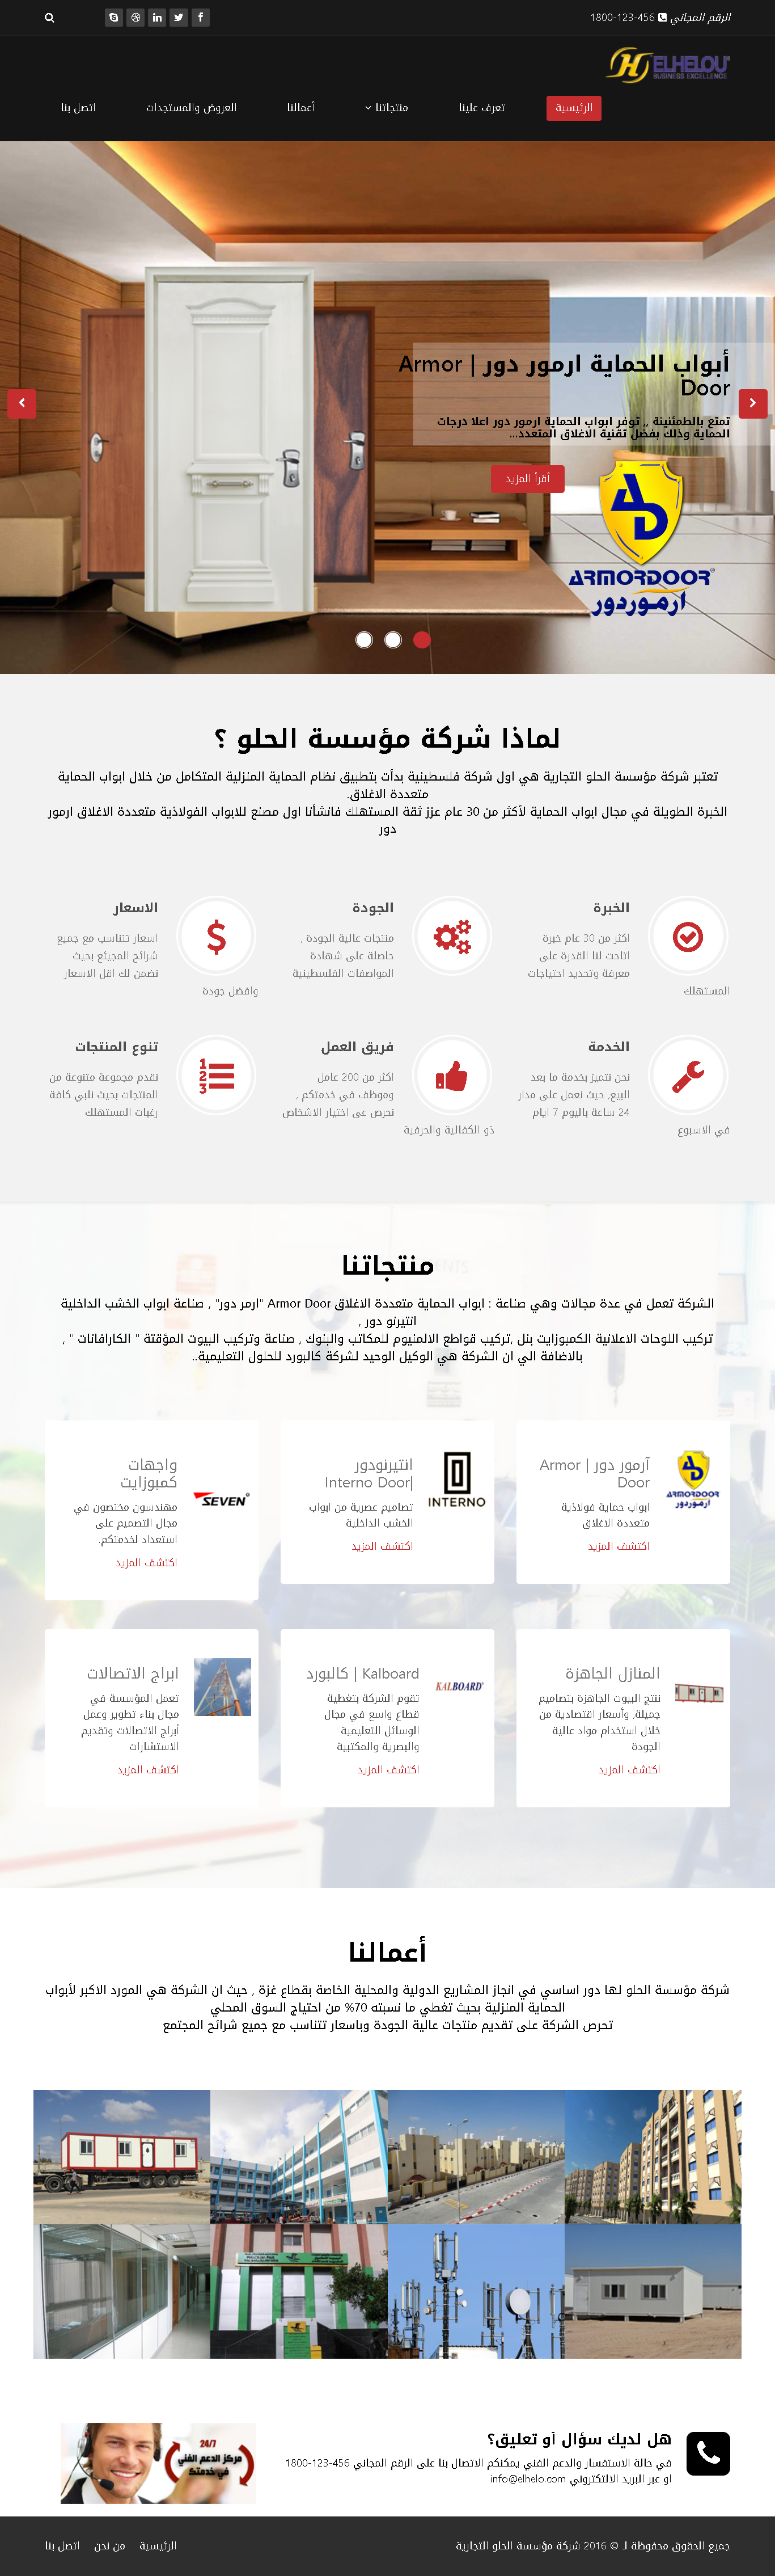 الرقم المجاني 1800-123-456
ELHELOU
BUSINESS EXCELLENCE
الرئيسية
تعرف علينا
منتجاتنا
أعمالنا
العروض والمستجدات
اتصل بنا
أبواب الحماية ارمور دور | Armor
Door
تمتع بالطمئنينة ,, توفر ابواب الحماية ارمور دور اعلا درجات
الحماية وذلك بفضل تقنية الاغلاق المتعدد...
أقرأ المزيد
AD
ARMORDOOR
آرموردور
لماذا شركة مؤسسة الحلو ؟
تعتبر شركة مؤسسة الحلو التجارية هي اول شركة فلسطينية بدأت بتطبيق نظام الحماية المنزلية المتكامل من خلال ابواب الحماية
متعددة الاغلاق.
الخبرة الطويلة في مجال ابواب الحماية لأكثر من 30 عام عزز ثقة المستهلك فانشأنا اول مصنع للابواب الفولاذية متعددة الاغلاق ارمور
دور
الخبرة
اكثر من 30 عام خبرة
اتاحت لنا القدرة على
معرفة وتحديد احتياجات
المستهلك
الجودة
منتجات عالية الجودة ,
حاصلة على شهادة
المواصفات الفلسطينية
الاسعار
اسعار تتناسب مع جميع
شرائح المجيتع بحيث
نضمن لك اقل الاسعار
وافضل جودة
الخدمة
نحن نتميز بخدمة ما بعد
البيع, حيث نعمل على مدار
24 ساعة باليوم 7 ايام
في الاسبوع
فريق العمل
اكثر من 200 عامل
وموظف في خدمتكم ,
نحرص عى اختيار الاشخاص
ذو الكفالية والحرفية
تنوع المنتجات
نقدم مجموعة متنوعة من
المنتجات بحيث نلبي كافة
رغبات المستهلك
منتجاتنا
الشركة تعمل في عدة مجالات وهي صناعة : ابواب الحماية متعددة الاغلاق Armor Door "ارمر دور" , صناعة ابواب الخشب الداخلية
انتيرنو دور ,
تركيب اللوحات الاعلانية الكمبوزايت بنل ,تركيب قواطع الالمنيوم للمكاتب والبنوك , صناعة وتركيب البيوت المؤقتة " الكارافانات " ,
بالاضافة الي ان الشركة هي الوكيل الوحيد لشركة كالبورد للحلول التعليمية..
آرمور دور | Armor
Door
ابواب حماية فولاذية
متعددة الاغلاق
اكتشف المزيد
ARMORDOOR
آرموردور
انتيرنودور
|Interno Door
تصاميم عصرية من ابواب
الخشب الداخلية
اكتشف المزيد
INTERNO
واجهات
كمبوزايت
مهندسون مختصون في
مجال التصميم على
استعداد لخدمتكم.
اكتشف المزيد
SEVEN
المنازل الجاهزة
ننتج البيوت الجاهزة بتصاميم
جميلة, وأسعار اقتصادية من
خلال استخدام مواد عالية
الجودة
اكتشف المزيد
Kalboard | كالبورد
تقوم الشركة بتغطية
قطاع واسع في مجال
الوسائل التعليمية
والبصرية والمكتبية
اكتشف المزيد
KALBOARD
ابراج الاتصالات
تعمل المؤسسة في
مجال بناء تطوير وعمل
أبراج الاتصالات وتقديم
الاستشارات
اكتشف المزيد
أعمالنا
شركة مؤسسة الحلو لها دور اساسي في انجاز المشاريع الدولية والمحلية الخاصة بقطاع غزة , حيث ان الشركة هي المورد الاكبر لأبواب
الحماية المنزلية بحيث تغطي ما نسبته 70% من احتياج السوق المحلي
تحرص الشركة على تقديم منتجات عالية الجودة وباسعار تتناسب مع جميع شرائح المجتمع
هل لديك سؤال أو تعليق؟
في حالة الاستفسار والدعم الفني يمكنكم الاتصال بنا على الرقم المجاني 456-123-1800
او عبر البريد الالتكتروني info@elhelo.com
24/7
مركز الدعم الفني
في خدمتك
جميع الحقوق محفوظة لـ © 2016 شركة مؤسسة الحلو التجارية
الرئيسية
من نحن
اتصل بنا